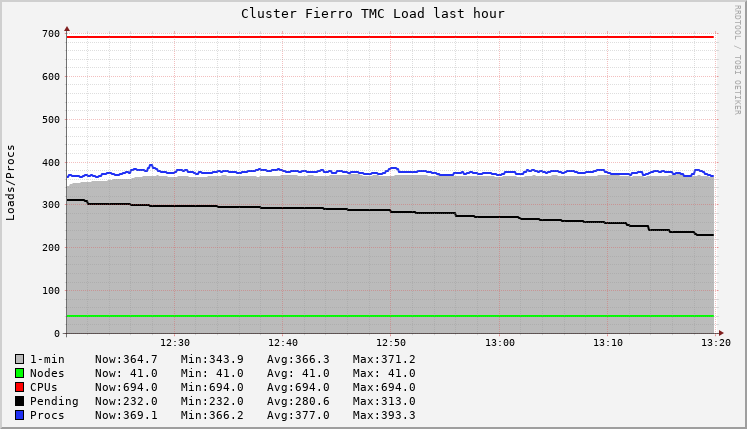 Cluster Fierro TMC Load last hour
RRDTOOL / TOBI OETIKER
Loads/Procs
700
600
500
400
300
200
100
0
12:30 12:40 12:50 13:00 13:10 13:20
1-min Now:364.7 Min:343.9 Avg:366.3 Max:371.2
Nodes Now: 41.0 Min: 41.0 Avg: 41.0 Max: 41.0
CPUs Now:694.0 Min:694.0 Avg:694.0 Max:694.0
Pending Now:232.0 Min:232.0 Avg:280.6 Max:313.0
Procs Now:369.1 Min:366.2 Avg:377.0 Max:393.3